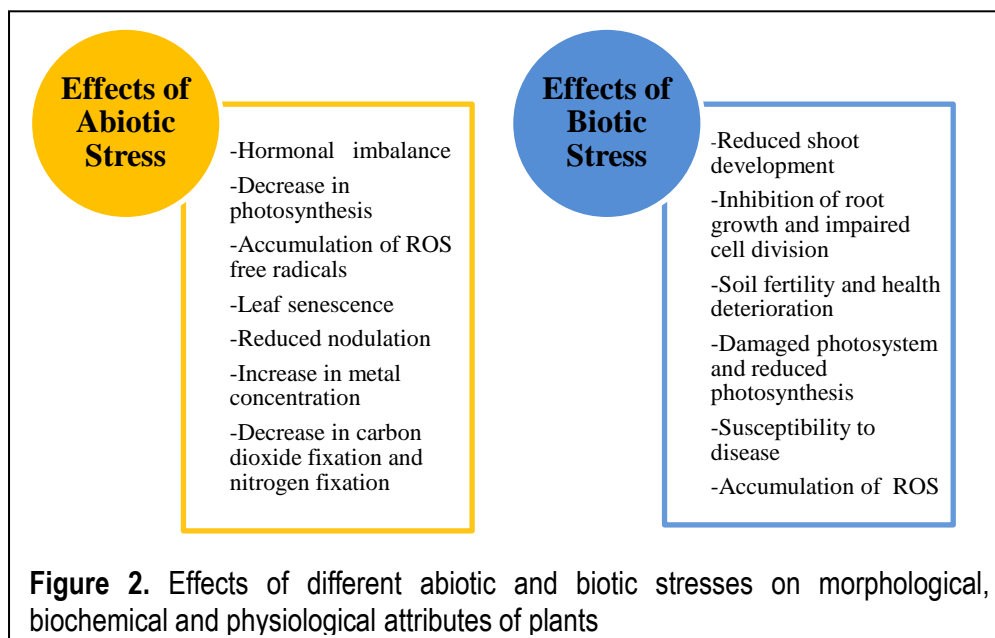 Effects of
Abiotic
Stress
-Hormonal imbalance
-Decrease in
photosynthesis
-Accumulation of ROS
free radicals
-Leaf senescence
-Reduced nodulation
-Increase in metal
concentration
-Decrease in carbon
dioxide fixation and
nitrogen fixation
Effects of
Biotic
Stress
-Reduced shoot
development
-Inhibition of root
growth and impaired
cell division
-Soil fertility and health
deterioration
-Damaged photosystem
and reduced
photosynthesis
-Susceptibility to
disease
-Accumulation of ROS
Figure 2. Effects of different abiotic and biotic stresses on morphological,
biochemical and physiological attributes of plants